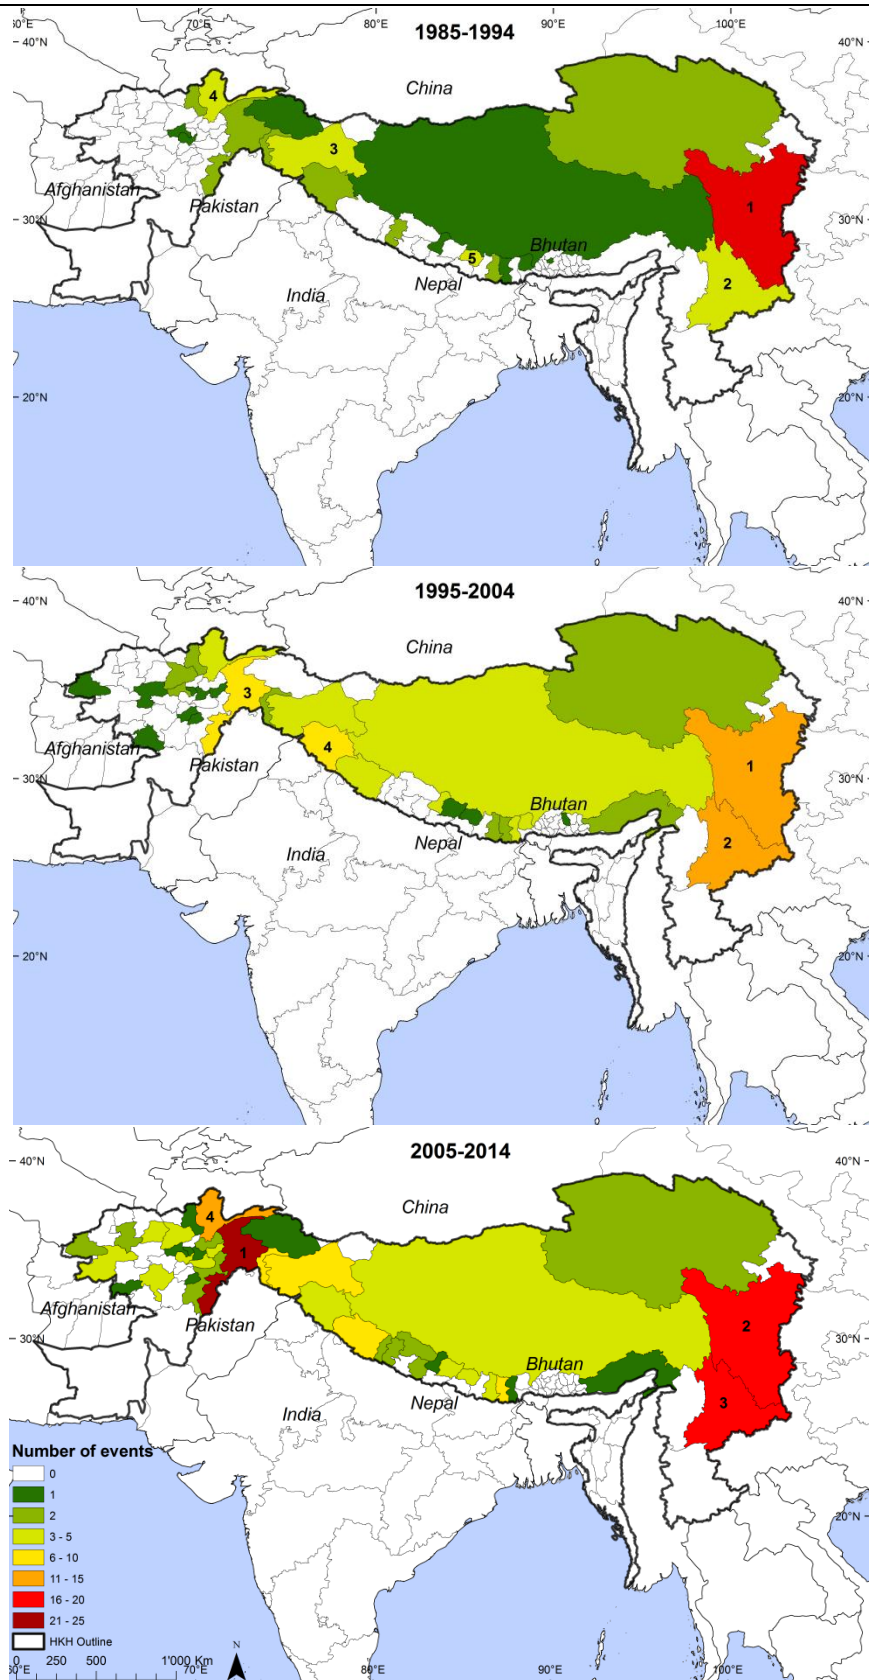 60°E 70°E 80°E 90°E 100°E
40°N 1985-1994 40°N
4 China
3
Afghanistan
Pakistan 1
30°N 30°N
Bhutan
5
Nepal 2
India
20°N 20°N
1995-2004
40°N 40°N
China
3
4
Afghanistan
Pakistan 1
30°N 30°N
Bhutan
Nepal 2
India
20°N 20°N
2005-2014
40°N 40°N
China
4
1
Afghanistan
Pakistan 2
30°N 30°N
Bhutan
Nepal 3
India
Number of events
0
1
2
3 - 5
6 - 10
11 - 15
16 - 20
21 - 25
HKH Outline
20°N
0 250 500 1'000 Km
N
60°E 70°E 80°E 90°E 100°E